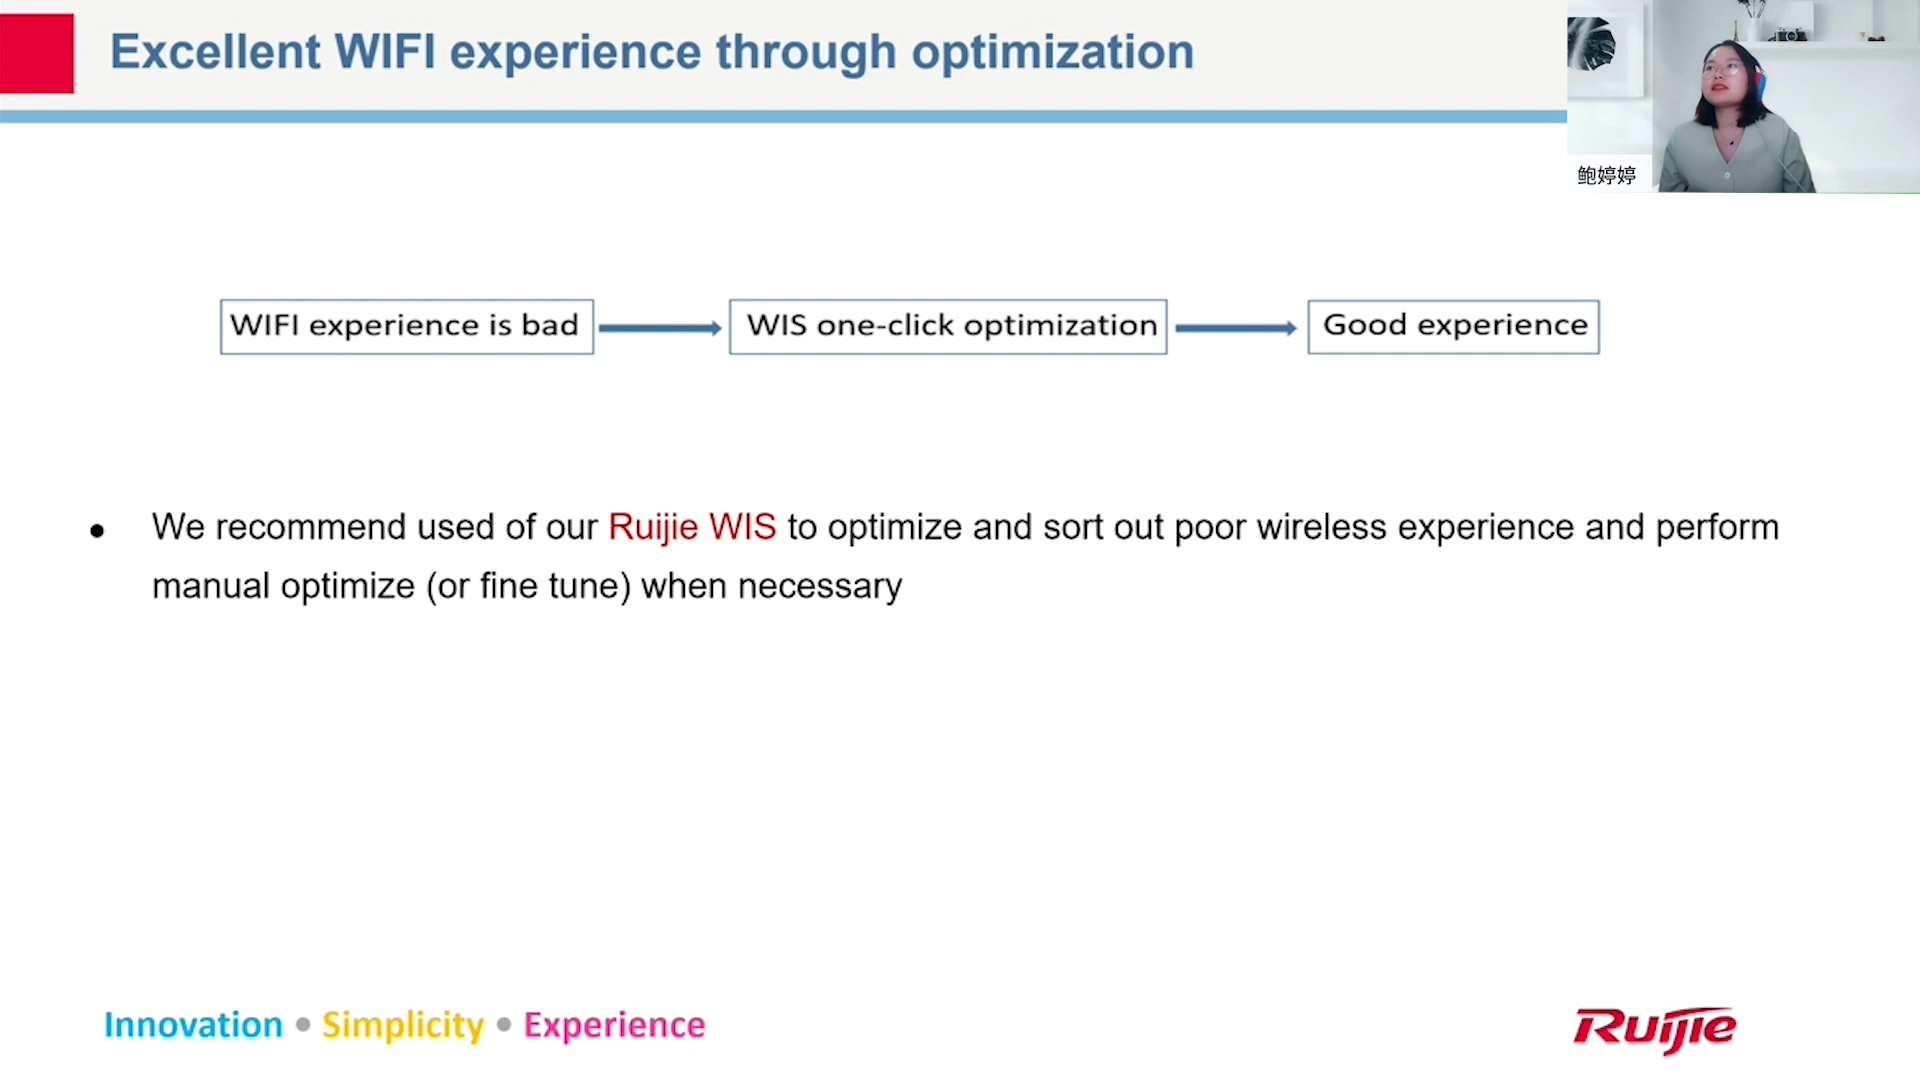 Excellent WIFI experience through optimization
鲍婷婷
WIFI experience is bad
WIS one-click optimization
Good experience
• We recommend used of our Ruijie WIS to optimize and sort out poor wireless experience and perform
manual optimize (or fine tune) when necessary
Innovation • Simplicity • Experience
Ruijie